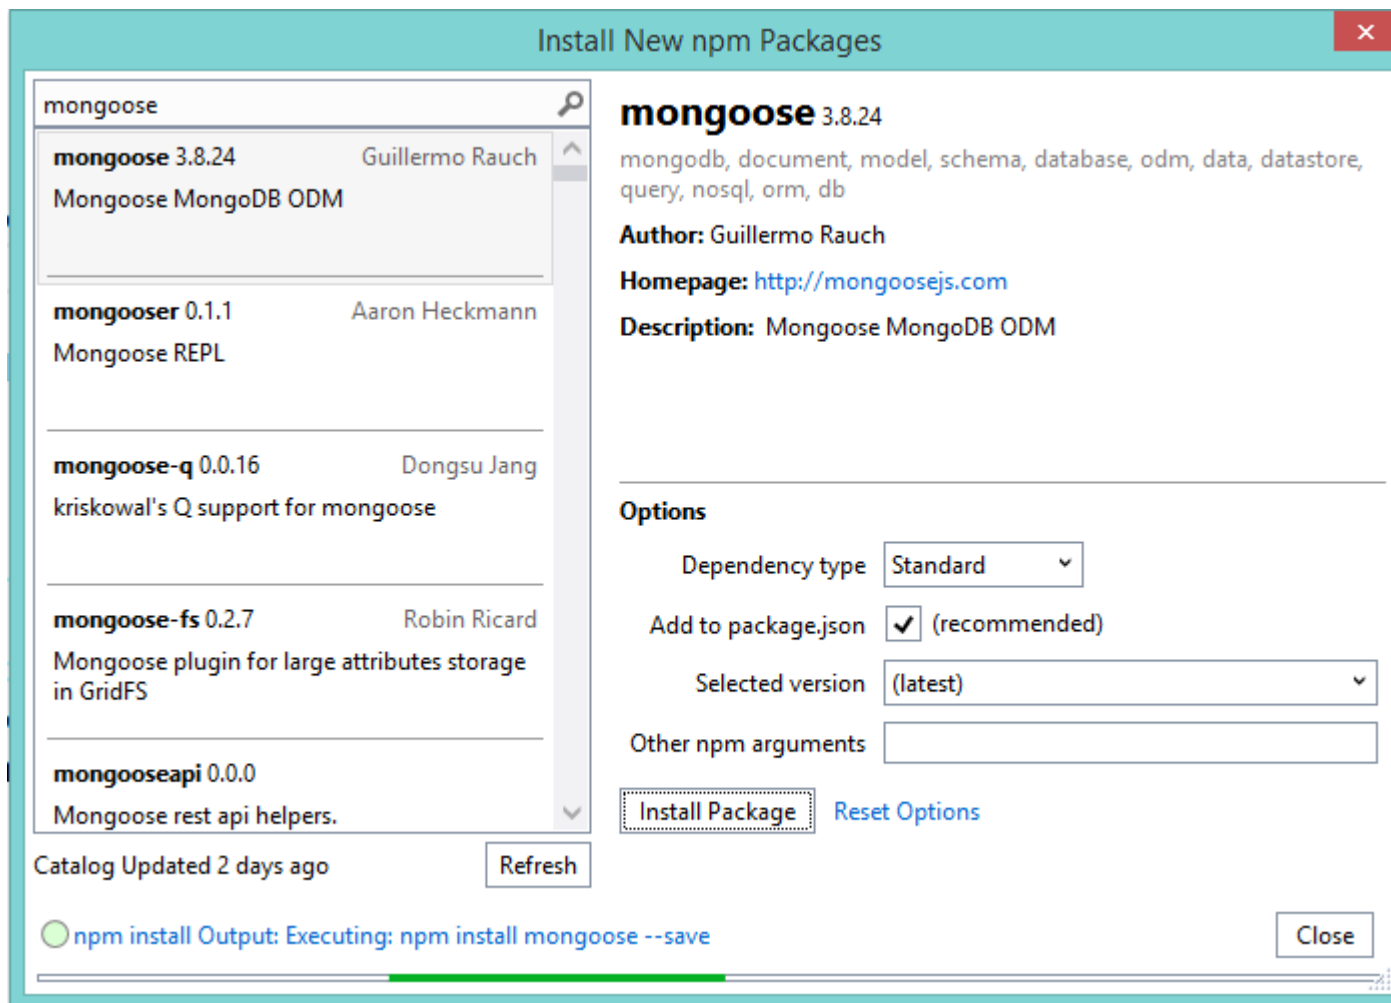 Install New npm Packages
mongoose
mongoose 3.8.24 Guillermo Rauch
Mongoose MongoDB ODM
mongooser 0.1.1 Aaron Heckmann
Mongoose REPL
mongoose-q 0.0.16 Dongsu Jang
kriskowal's Q support for mongoose
mongoose-fs 0.2.7 Robin Ricard
Mongoose plugin for large attributes storage
in GridFS
mongooseapi 0.0.0
Mongoose rest api helpers.
Catalog Updated 2 days ago
Refresh
mongoose 3.8.24
mongodb, document, model, schema, database, odm, data, datastore,
query, nosql, orm, db
Author: Guillermo Rauch
Homepage: http://mongoosejs.com
Description: Mongoose MongoDB ODM
Options
Dependency type Standard
Add to package.json (recommended)
Selected version (latest)
Other npm arguments
Install Package Reset Options
npm install Output: Executing: npm install mongoose --save
Close